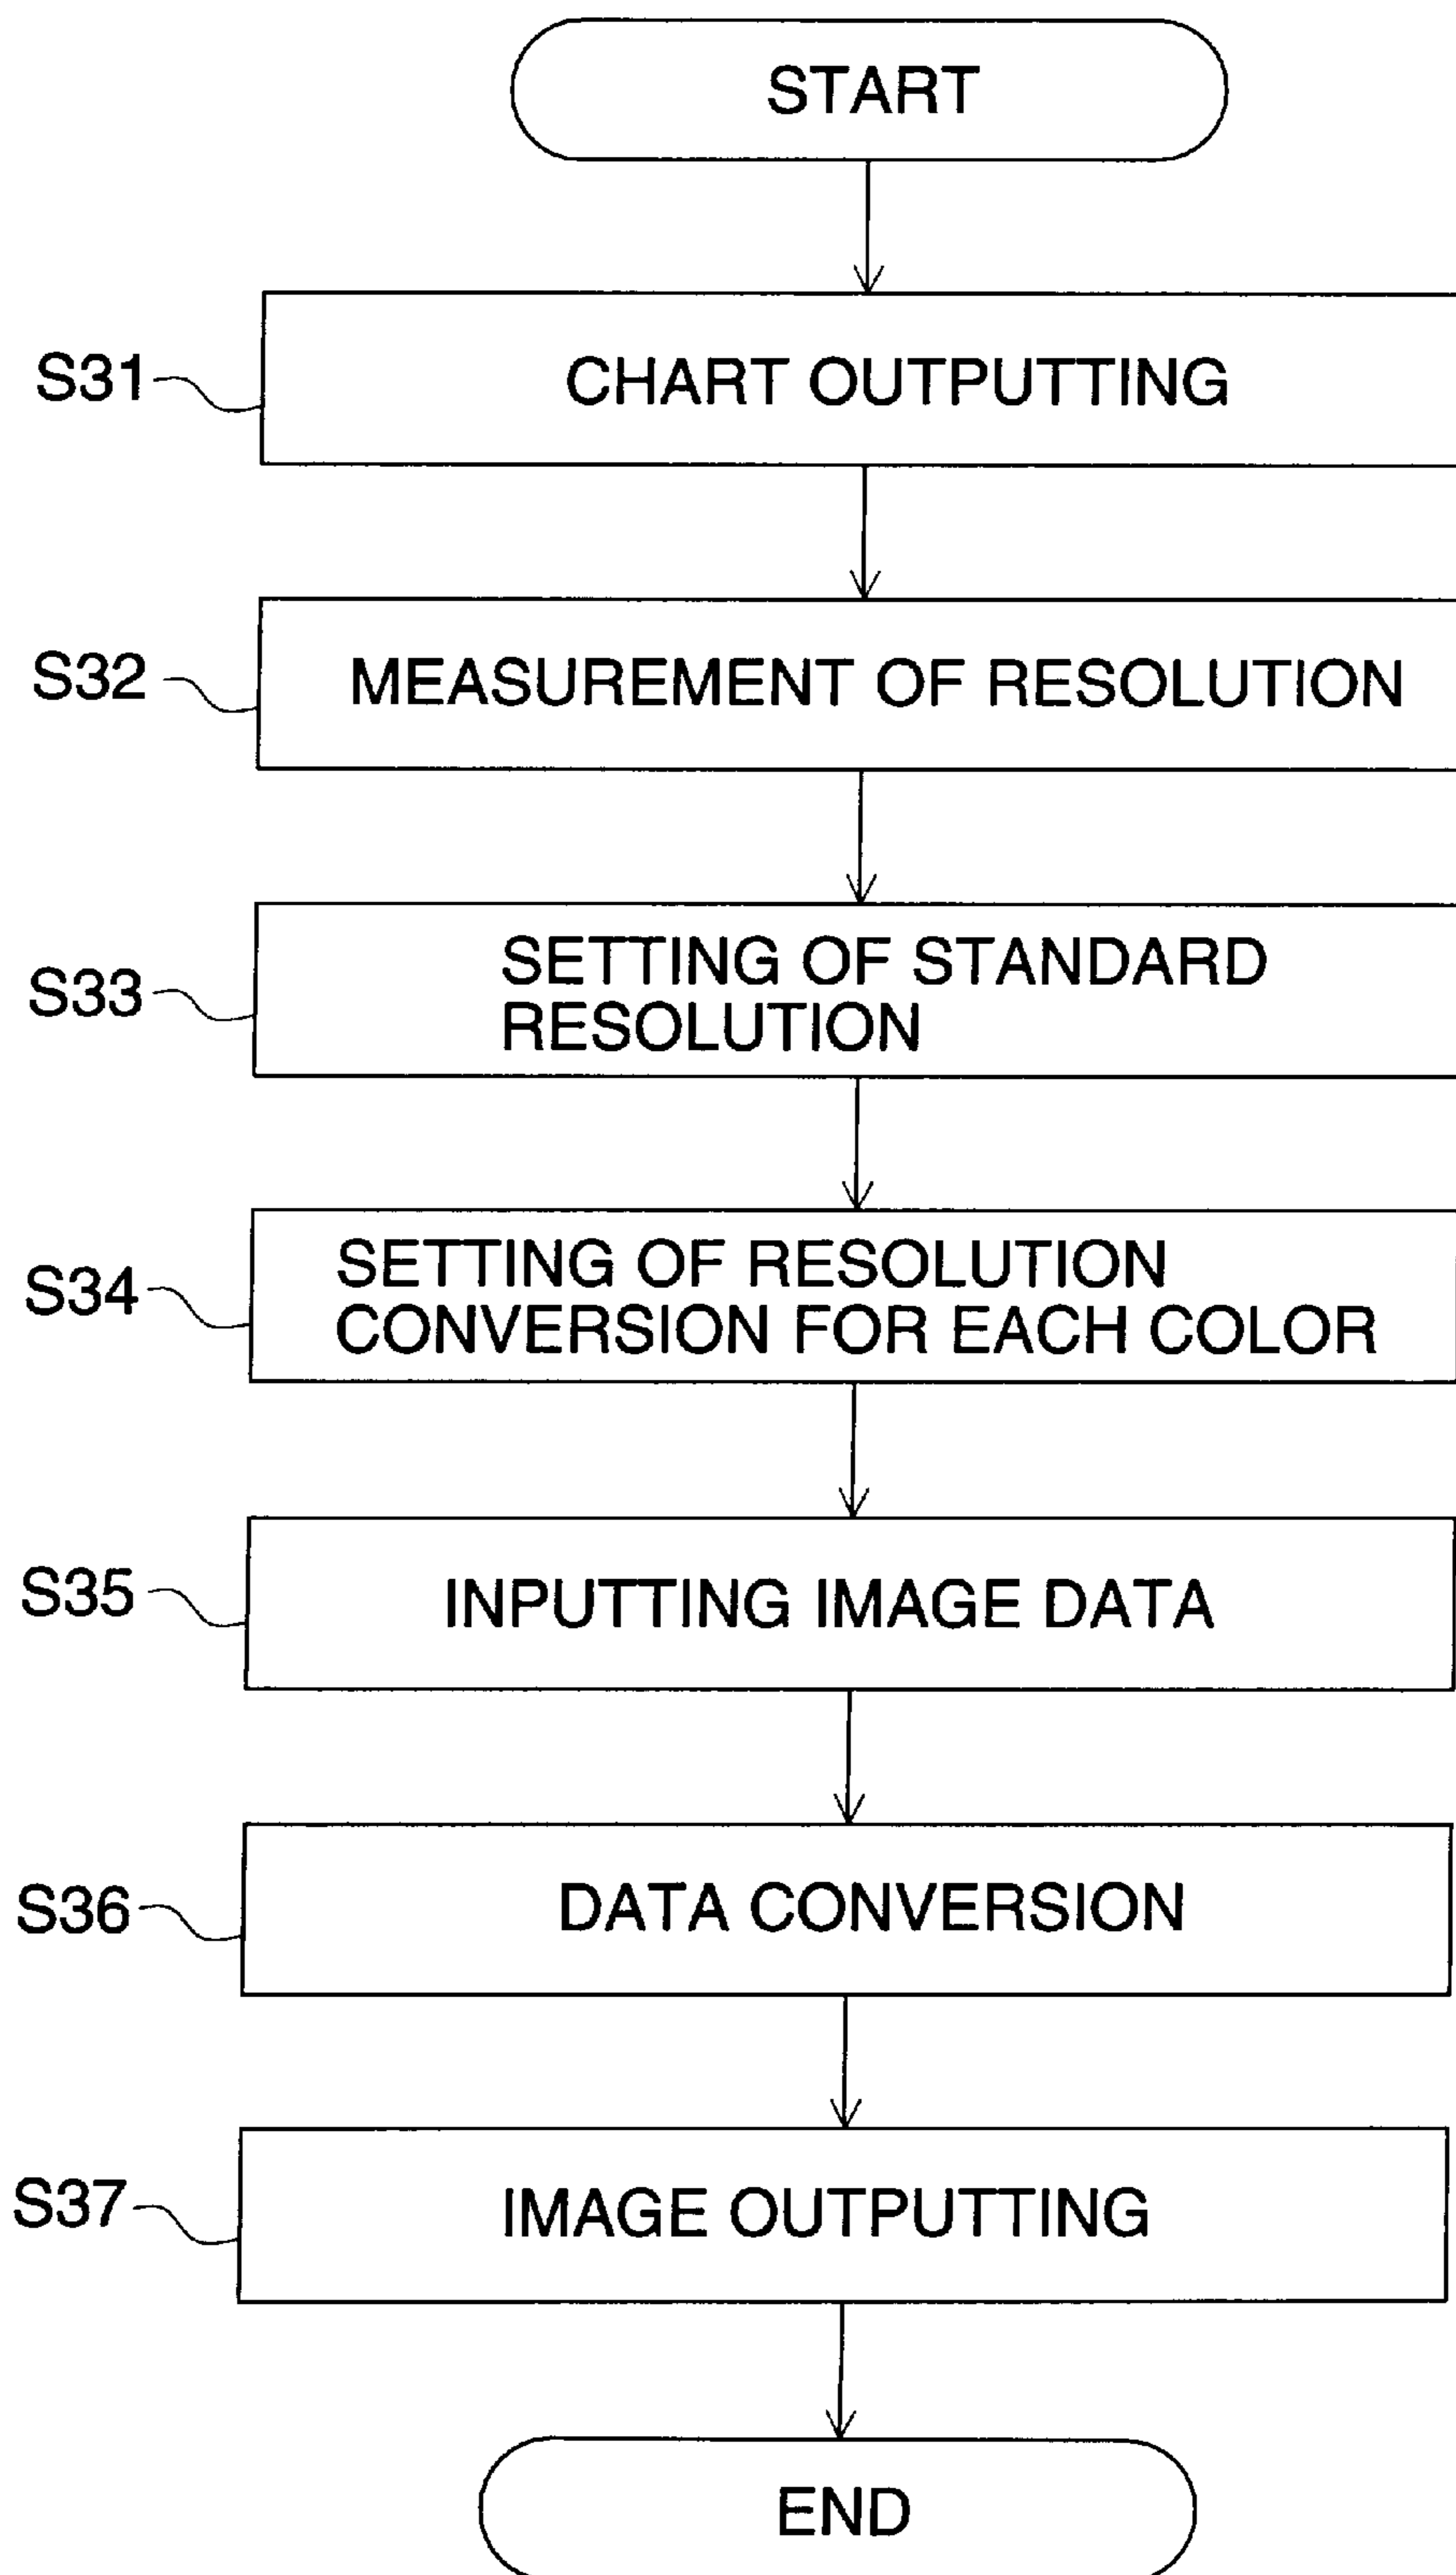 START
S31 CHART OUTPUTTING
S32 MEASUREMENT OF RESOLUTION
S33 SETTING OF STANDARD
RESOLUTION
S34 SETTING OF RESOLUTION
CONVERSION FOR EACH COLOR
S35 INPUTTING IMAGE DATA
S36 DATA CONVERSION
S37 IMAGE OUTPUTTING
END